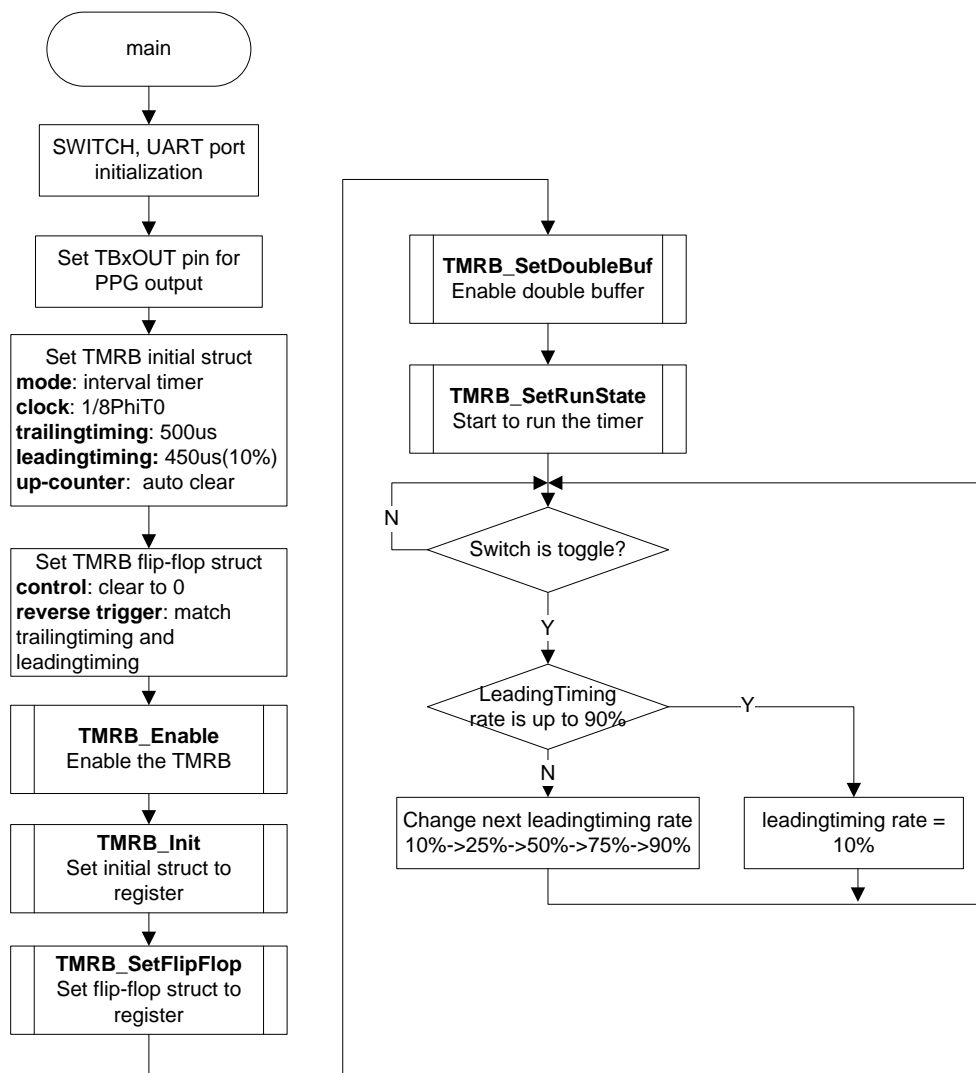 main
SWITCH, UART port
initialization
Set TBxOUT pin for
PPG output
Set TMRB initial struct
mode: interval timer
clock: 1/8PhiT0
trailingtiming: 500us
leadingtiming: 450us(10%)
up-counter:  auto clear
Set TMRB flip-flop struct
control: clear to 0
reverse trigger: match
trailingtiming and
leadingtiming
TMRB_Enable
Enable the TMRB
TMRB_Init
Set initial struct to
register
TMRB_SetFlipFlop
Set flip-flop struct to
register
TMRB_SetDoubleBuf
Enable double buffer
TMRB_SetRunState
Start to run the timer
N
Switch is toggle?
Y
LeadingTiming
rate is up to 90%
Y
N
Change next leadingtiming rate
10%->25%->50%->75%->90%
leadingtiming rate =
10%